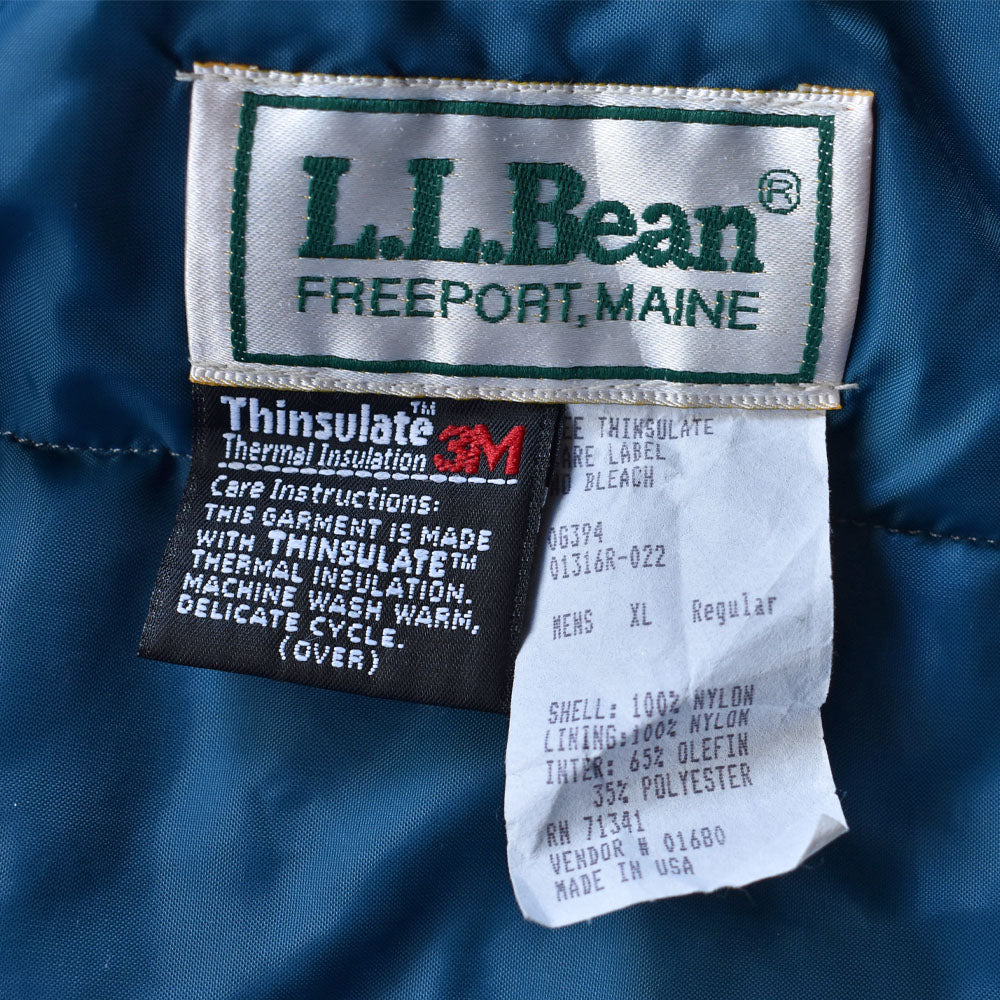 L.L.Bean®
FREEPORT, MAINE
Thinsulate™
Thermal Insulation 3M
Care Instructions:
THIS GARMENT IS MADE
WITH THINSULATE™
THERMAL INSULATION.
MACHINE WASH WARM,
DELICATE CYCLE.
(OVER)
EE THINSULATE
ARE LABEL
NO BLEACH
0G394
01316R-022
MENS XL Regular
SHELL: 100% NYLON
LINING:100% NYLON
INTER: 65% OLEFIN
35% POLYESTER
RN 71341
VENDOR # 01680
MADE IN USA